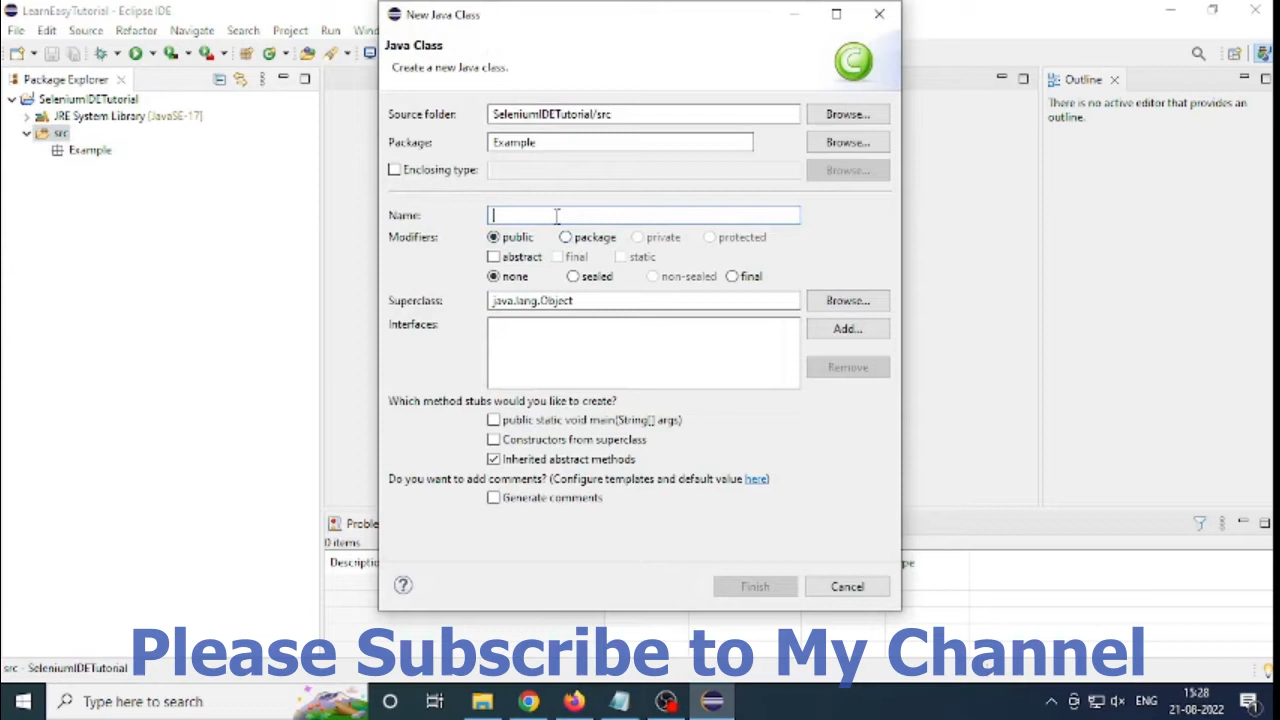 LearnEasyTutorial - Eclipse IDE
New Java Class
File Edit Source Refactor Navigate Search Project Run
Java Class
Create a new Java class.
Package Explorer
Outline
SeleniumIDETutorial
JRE System Library [JavaSE-17]
src
Example
There is no active editor that provides an
outline.
Source folder: SeleniumIDETutorial/src Browse...
Package: Example Browse...
Enclosing type: Browse...
Name:
Modifiers: public package private protected
abstract final static
none sealed non-sealed final
Superclass: java.lang.Object Browse...
Interfaces: Add...
Remove
Which method stubs would you like to create?
public static void main(String[] args)
Constructors from superclass
Inherited abstract methods
Do you want to add comments? (Configure templates and default value here)
Generate comments
0 items
Finish Cancel
Please Subscribe to My Channel
src - SeleniumIDETutorial
Type here to search
ENG
15:28
21-08-2022